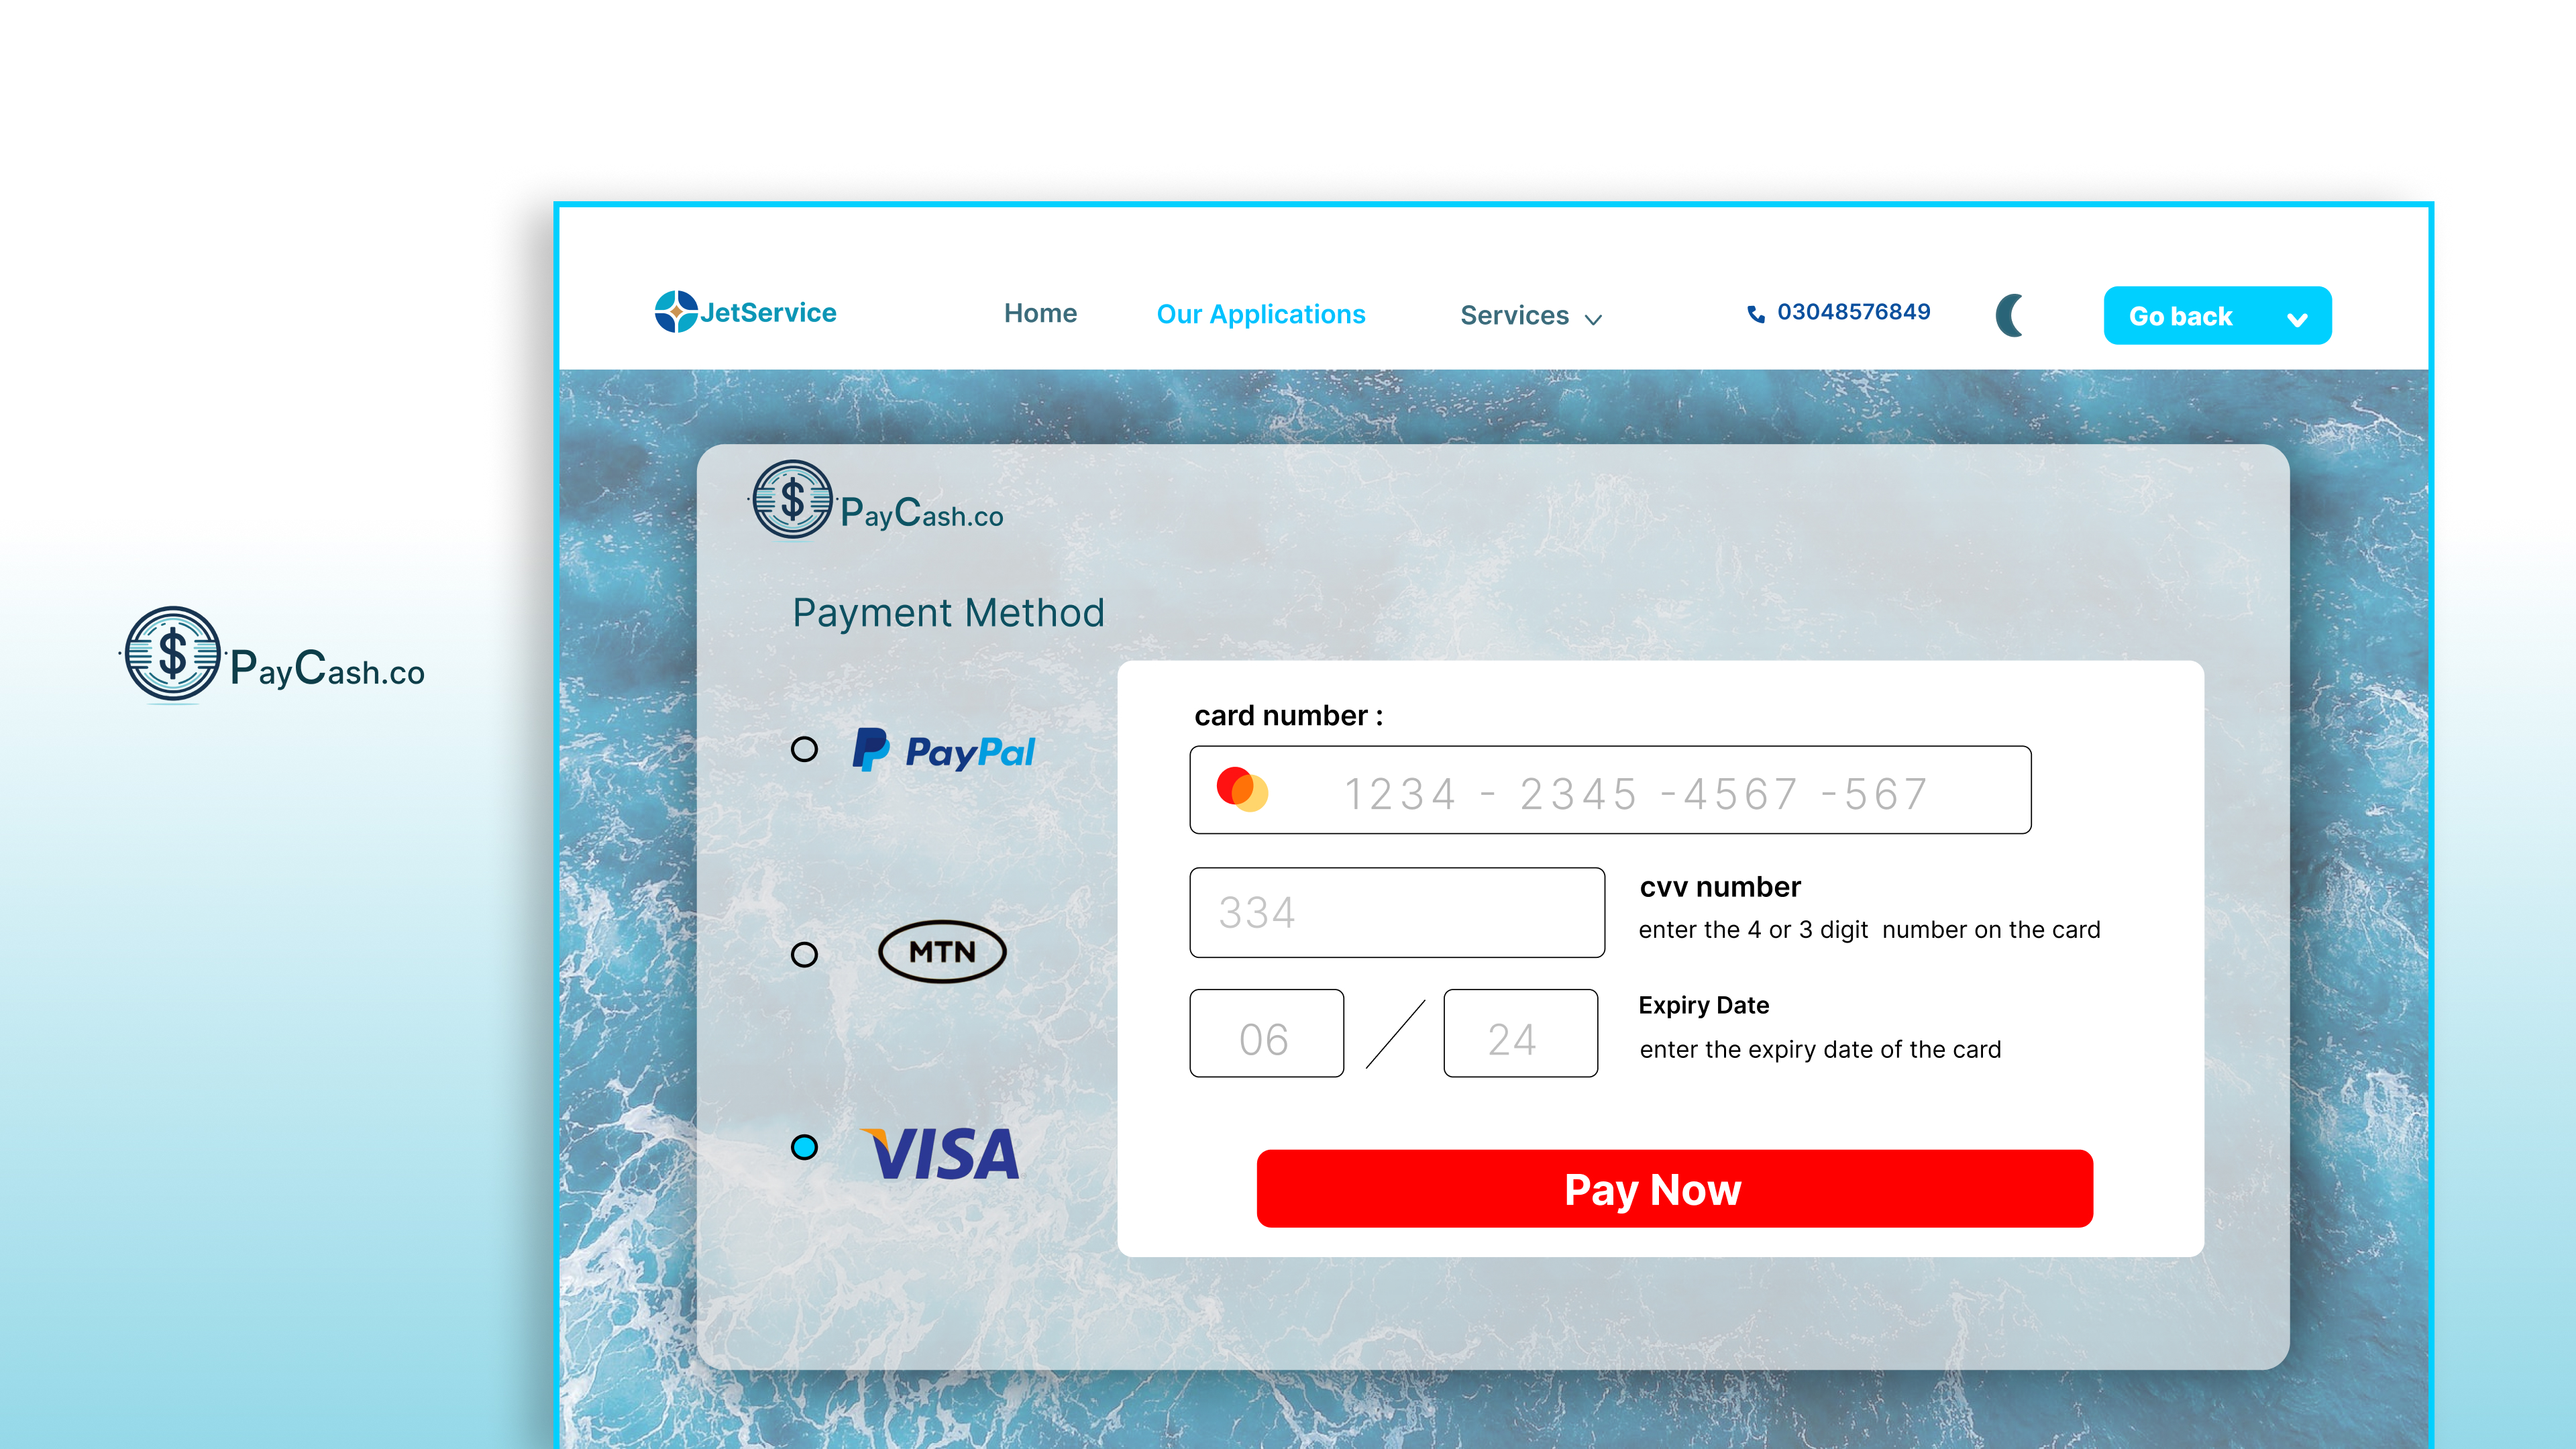 JetService
Home
Our Applications
Services
03048576849
Go back
$
PayCash.co
Payment Method
$
PayCash.co
card number :
PayPal
1234 - 2345 -4567 -567
cvv number
334
enter the 4 or 3 digit  number on the card
MTN
Expiry Date
06
24
enter the expiry date of the card
VISA
Pay Now